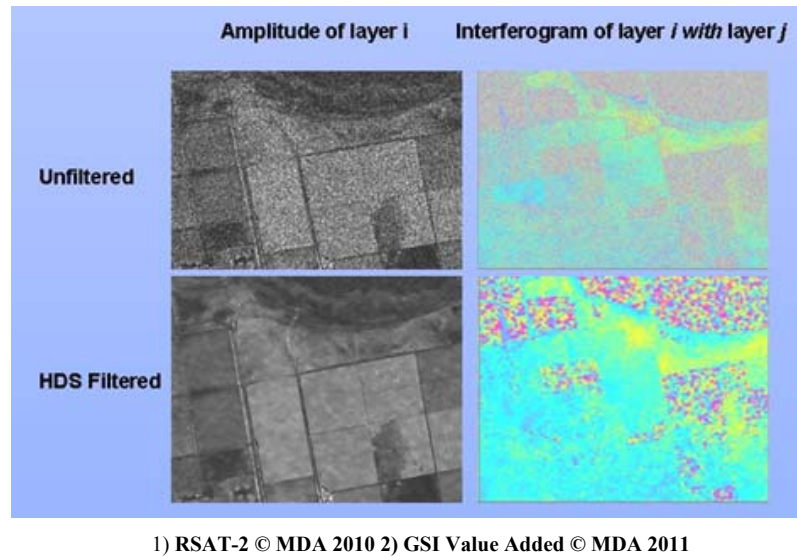 Amplitude of layer i
Interferogram of layer i with layer j
Unfiltered
HDS Filtered
1) RSAT-2 © MDA 2010 2) GSI Value Added © MDA 2011